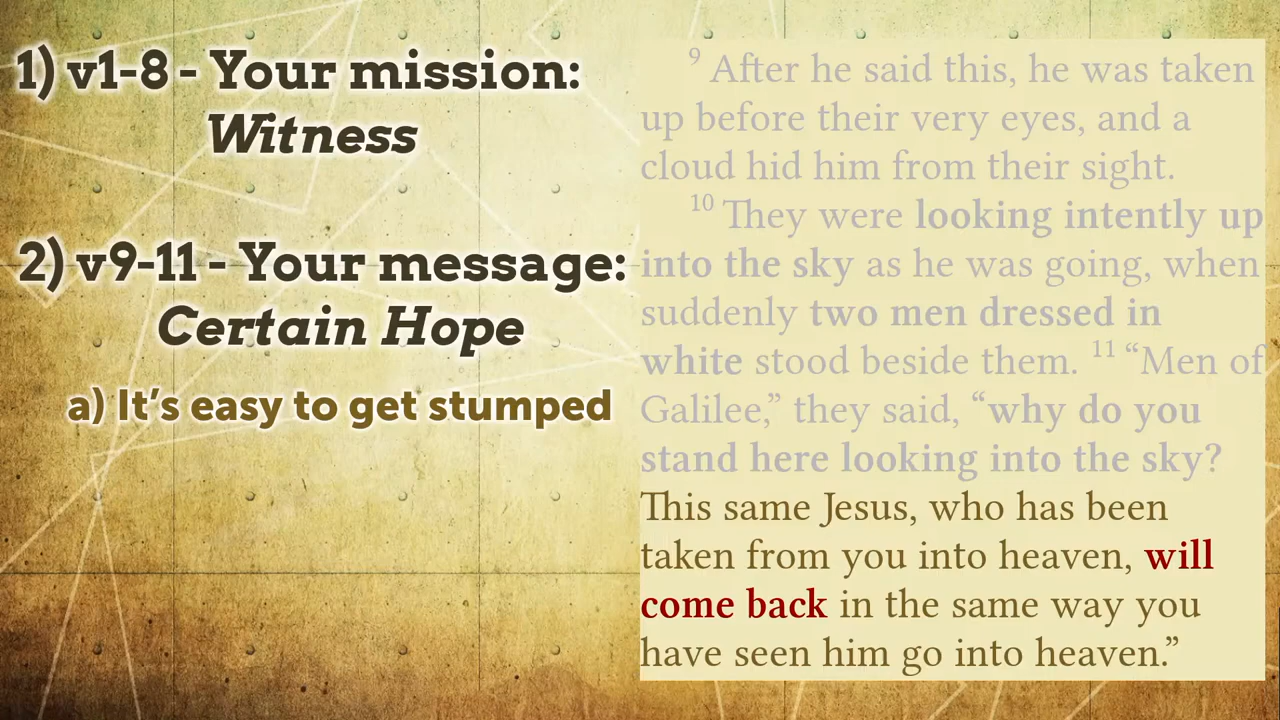 1) v1-8 - Your mission:
Witness
2) v9-11 - Your message:
Certain Hope
a) It’s easy to get stumped
9 After he said this, he was taken
up before their very eyes, and a
cloud hid him from their sight.
10 They were looking intently up
into the sky as he was going, when
suddenly two men dressed in
white stood beside them. 11 “Men of
Galilee,” they said, “why do you
stand here looking into the sky?
This same Jesus, who has been
taken from you into heaven, will
come back in the same way you
have seen him go into heaven.”